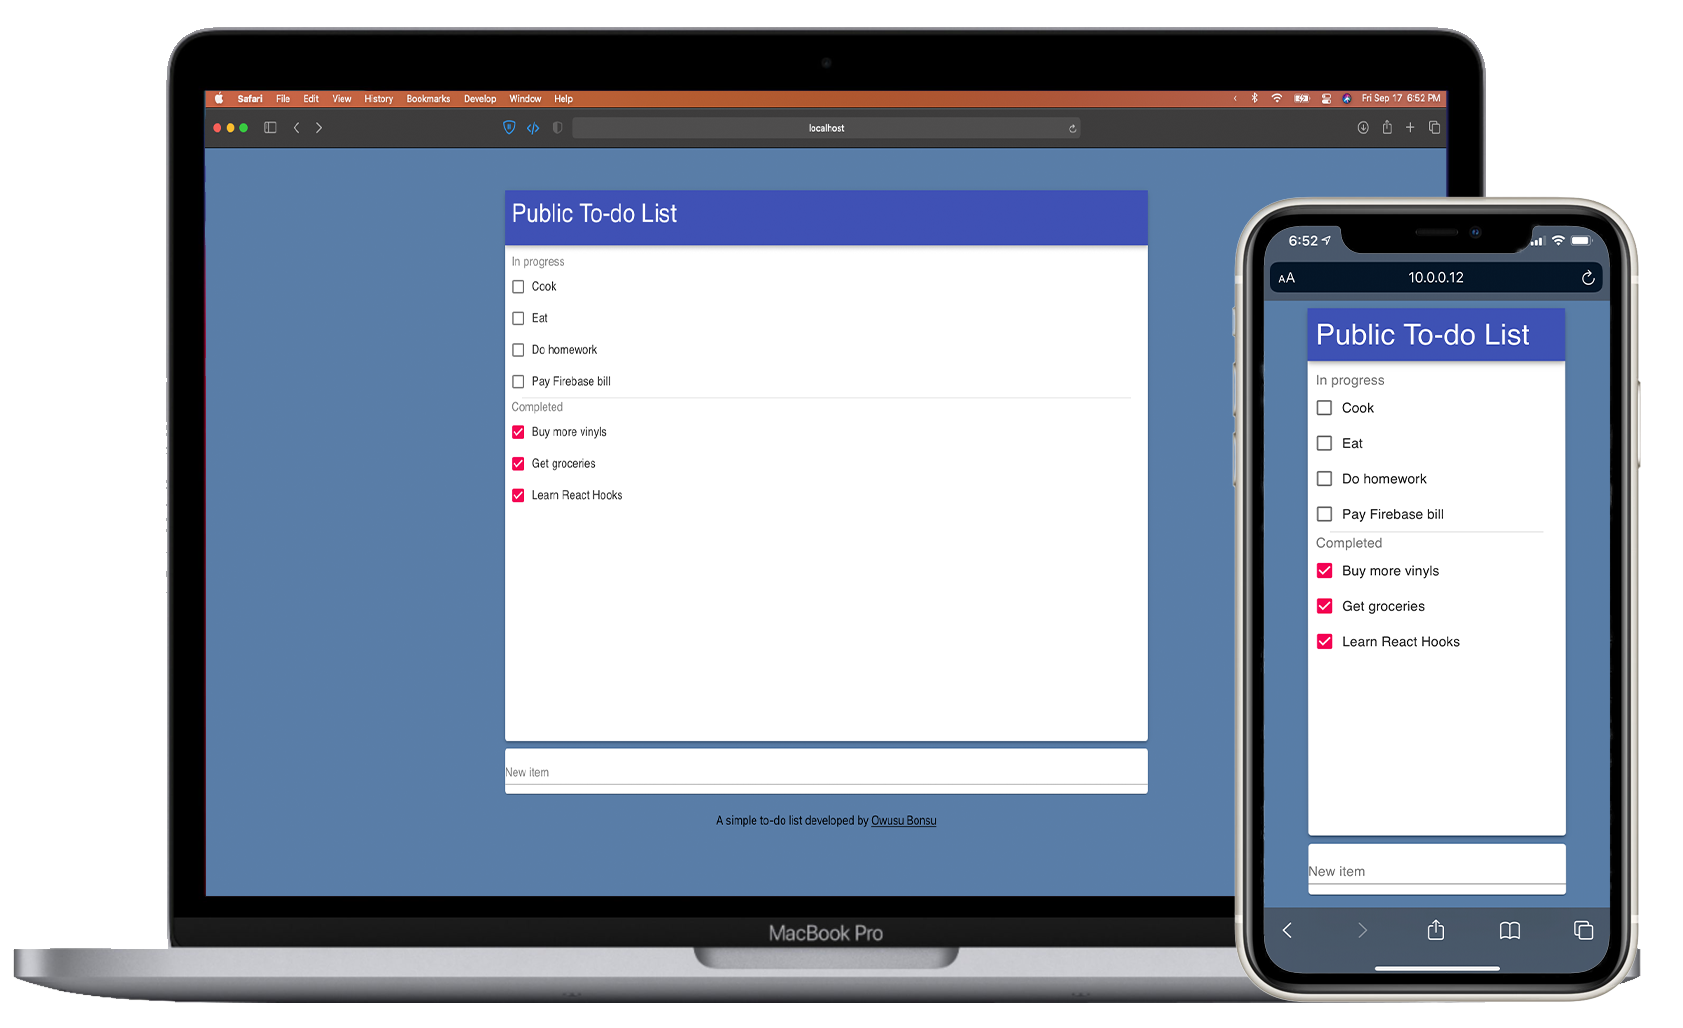 Safari File Edit View History Bookmarks Develop Window Help Fri Sep 17 6:52 PM
localhost
Public To-do List
In progress
Cook
Eat
Do homework
Pay Firebase bill
Completed
Buy more vinyls
Get groceries
Learn React Hooks
New item
A simple to-do list developed by Owusu Bonsu
MacBook Pro
6:52
AA 10.0.0.12
Public To-do List
In progress
Cook
Eat
Do homework
Pay Firebase bill
Completed
Buy more vinyls
Get groceries
Learn React Hooks
New item